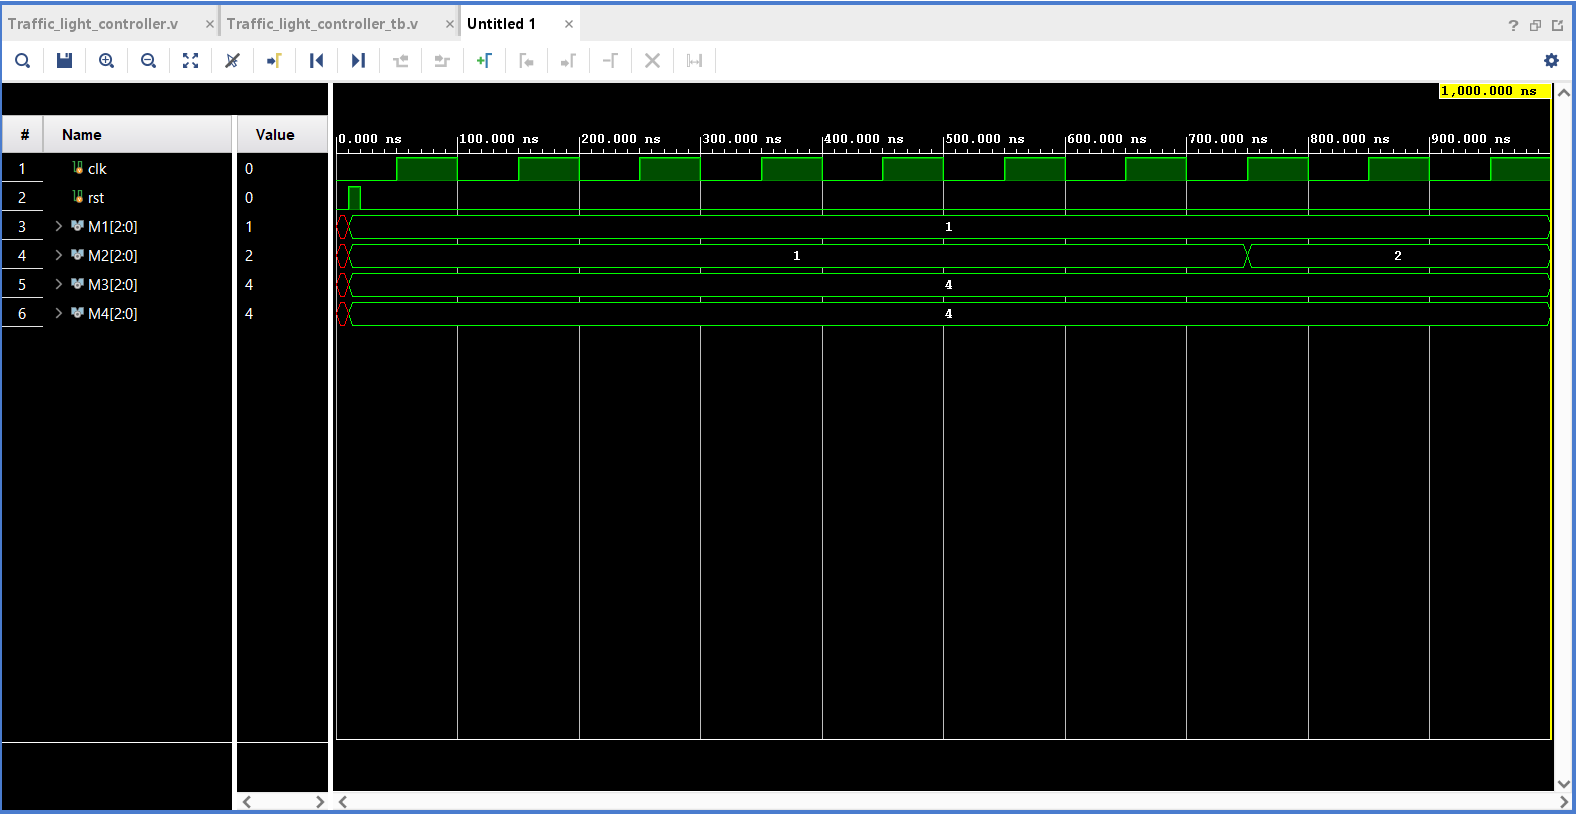 Traffic_light_controller.v × Traffic_light_controller_tb.v × Untitled 1 × ?
1,000.000 ns
# Name Value 0.000 ns 100.000 ns 200.000 ns 300.000 ns 400.000 ns 500.000 ns 600.000 ns 700.000 ns 800.000 ns 900.000 ns
1 clk 0
2 rst 0
3 M1[2:0] 1 1
4 M2[2:0] 2 1 2
5 M3[2:0] 4 4
6 M4[2:0] 4 4